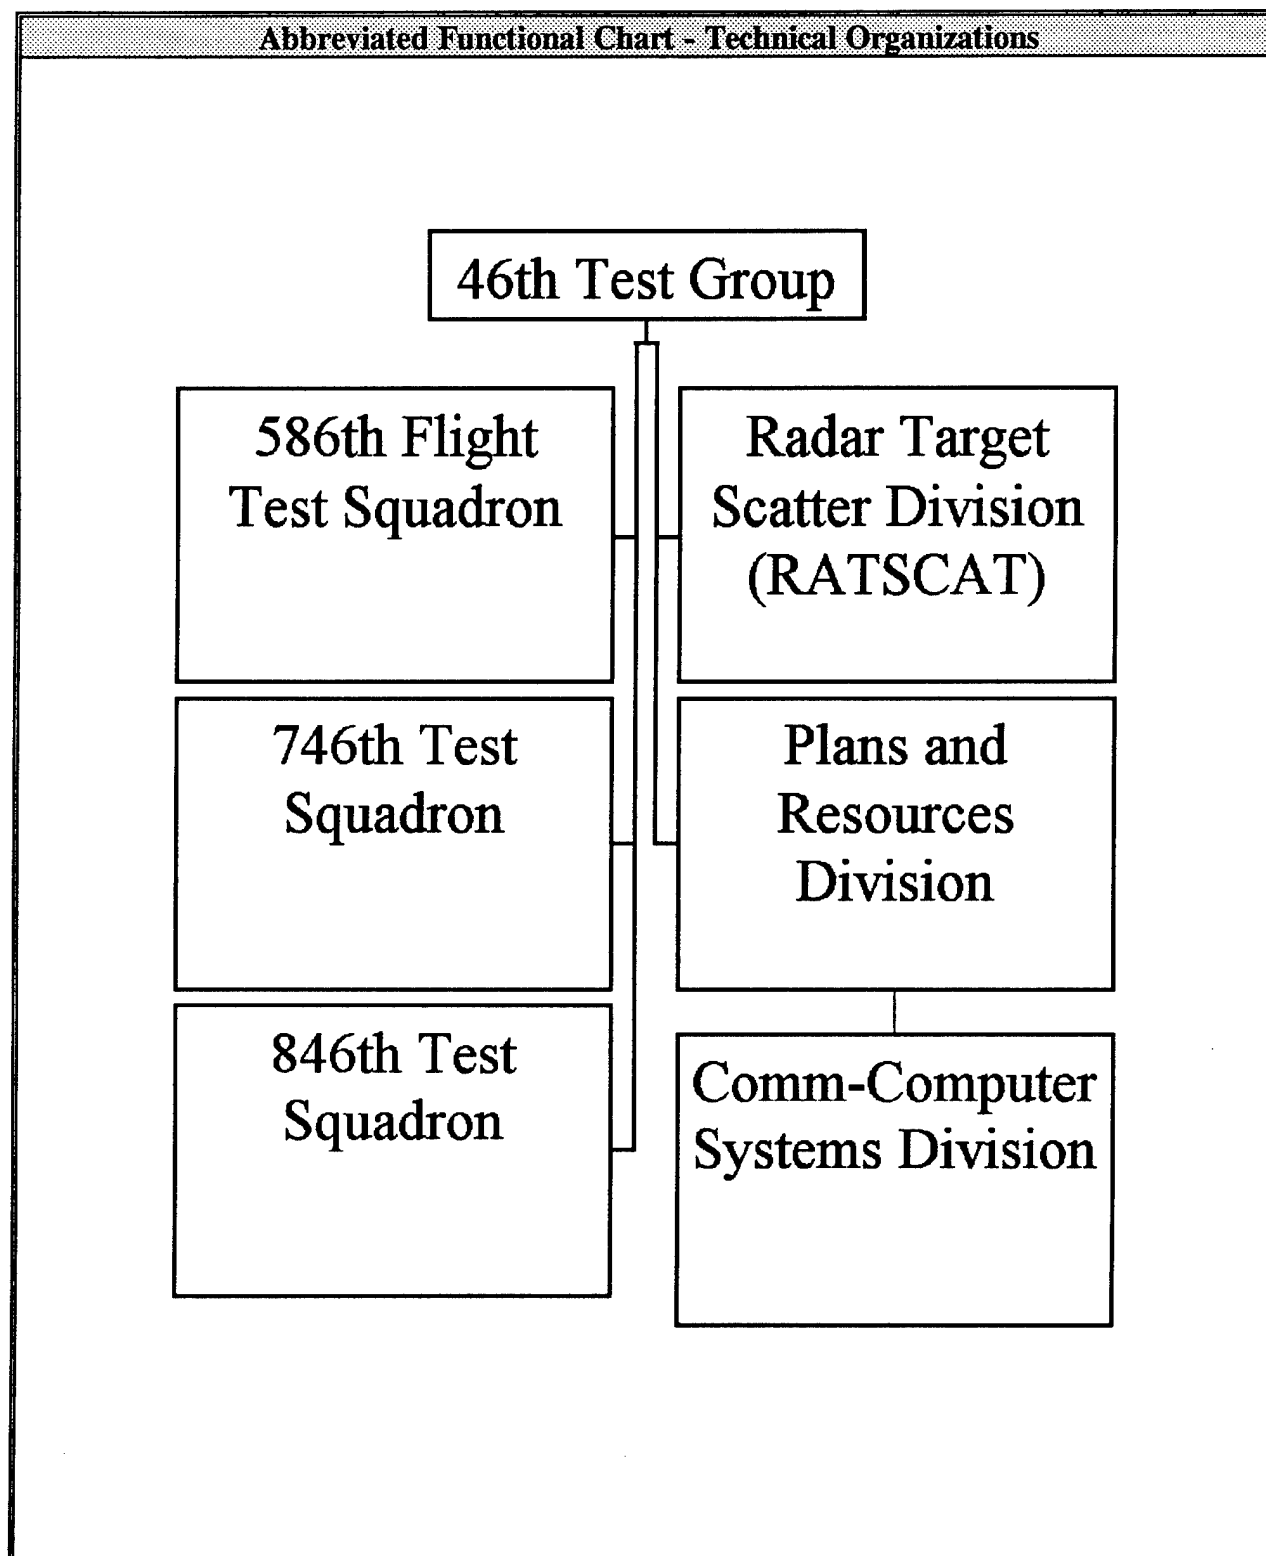 Abbreviated Functional Chart - Technical Organizations
46th Test Group
586th Flight
Test Squadron
Radar Target
Scatter Division
(RATSCAT)
746th Test
Squadron
Plans and
Resources
Division
846th Test
Squadron
Comm-Computer
Systems Division